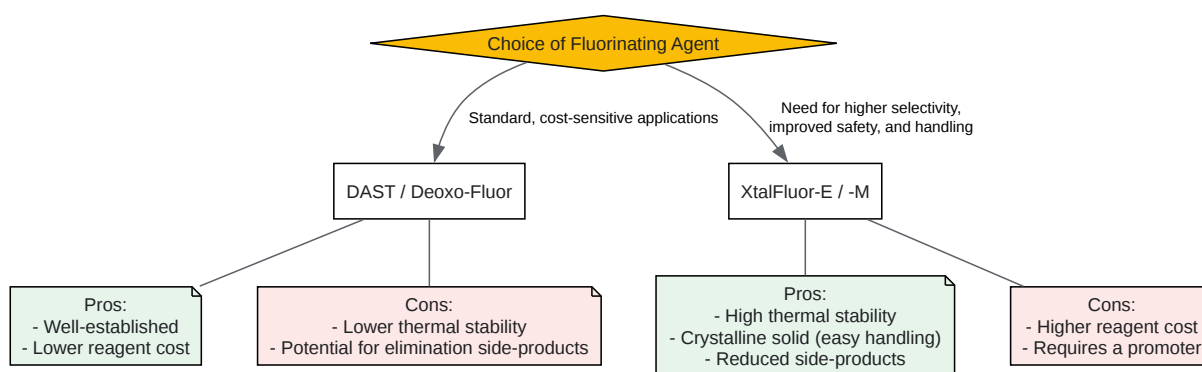 Choice of Fluorinating Agent
Standard, cost-sensitive applications
Need for higher selectivity,
improved safety, and handling
DAST / Deoxo-Fluor
XtalFluor-E / -M
Pros:
- Well-established
- Lower reagent cost
Cons:
- Lower thermal stability
- Potential for elimination side-products
Pros:
- High thermal stability
- Crystalline solid (easy handling)
- Reduced side-products
Cons:
- Higher reagent cost
- Requires a promoter